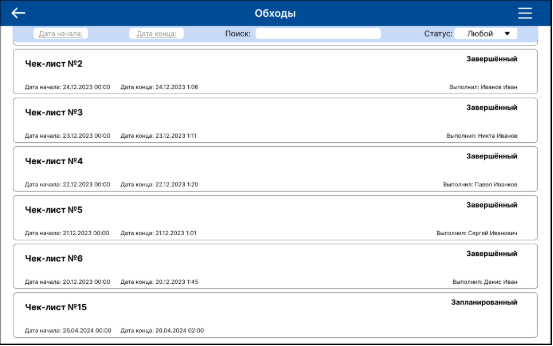 Обходы
Дата начала: Дата конца: Поиск: Статус: Любой
Чек-лист №2 Завершённый
Дата начала: 24.12.2023 00:00 Дата конца: 24.12.2023 1:06 Выполнил: Иванов Иван
Чек-лист №3 Завершённый
Дата начала: 23.12.2023 00:00 Дата конца: 23.12.2023 1:11 Выполнил: Никта Иванов
Чек-лист №4 Завершённый
Дата начала: 22.12.2023 00:00 Дата конца: 22.12.2023 1:20 Выполнил: Павел Иванков
Чек-лист №5 Завершённый
Дата начала: 21.12.2023 00:00 Дата конца: 21.12.2023 1:01 Выполнил: Сергей Иванович
Чек-лист №6 Завершённый
Дата начала: 20.12.2023 00:00 Дата конца: 20.12.2023 1:45 Выполнил: Денис Иван
Чек-лист №15 Запланированный
Дата начала: 26.04.2024 00:00 Дата конца: 26.04.2024 02:00